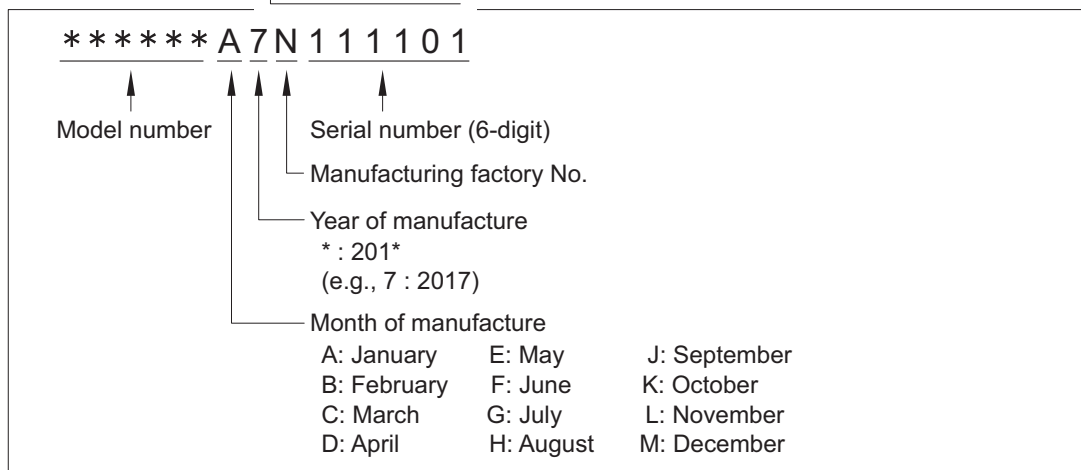 ******A7N111101
Model number
Serial number (6-digit)
Manufacturing factory No.
Year of manufacture
* : 201*
(e.g., 7 : 2017)
Month of manufacture
A: January E: May J: September
B: February F: June K: October
C: March G: July L: November
D: April H: August M: December